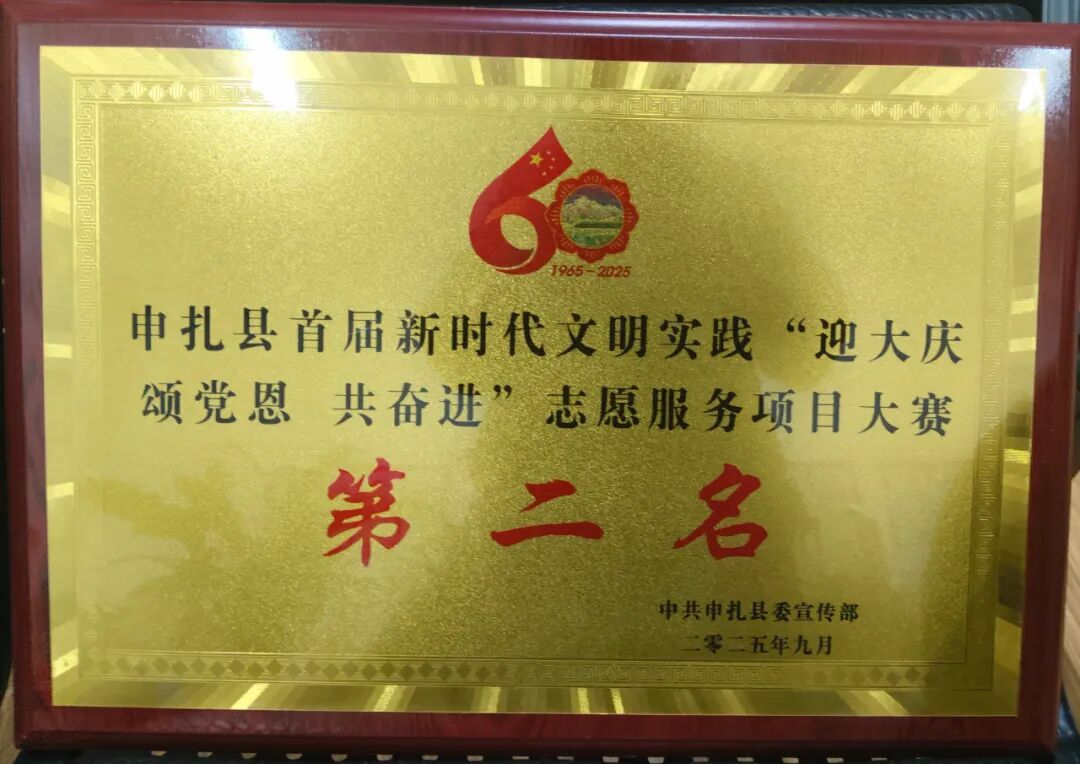 60
1965-2025
申扎县首届新时代文明实践“迎大庆
颂党恩 共奋进”志愿服务项目大赛
第二名
中共申扎县委宣传部
二零二五年九月